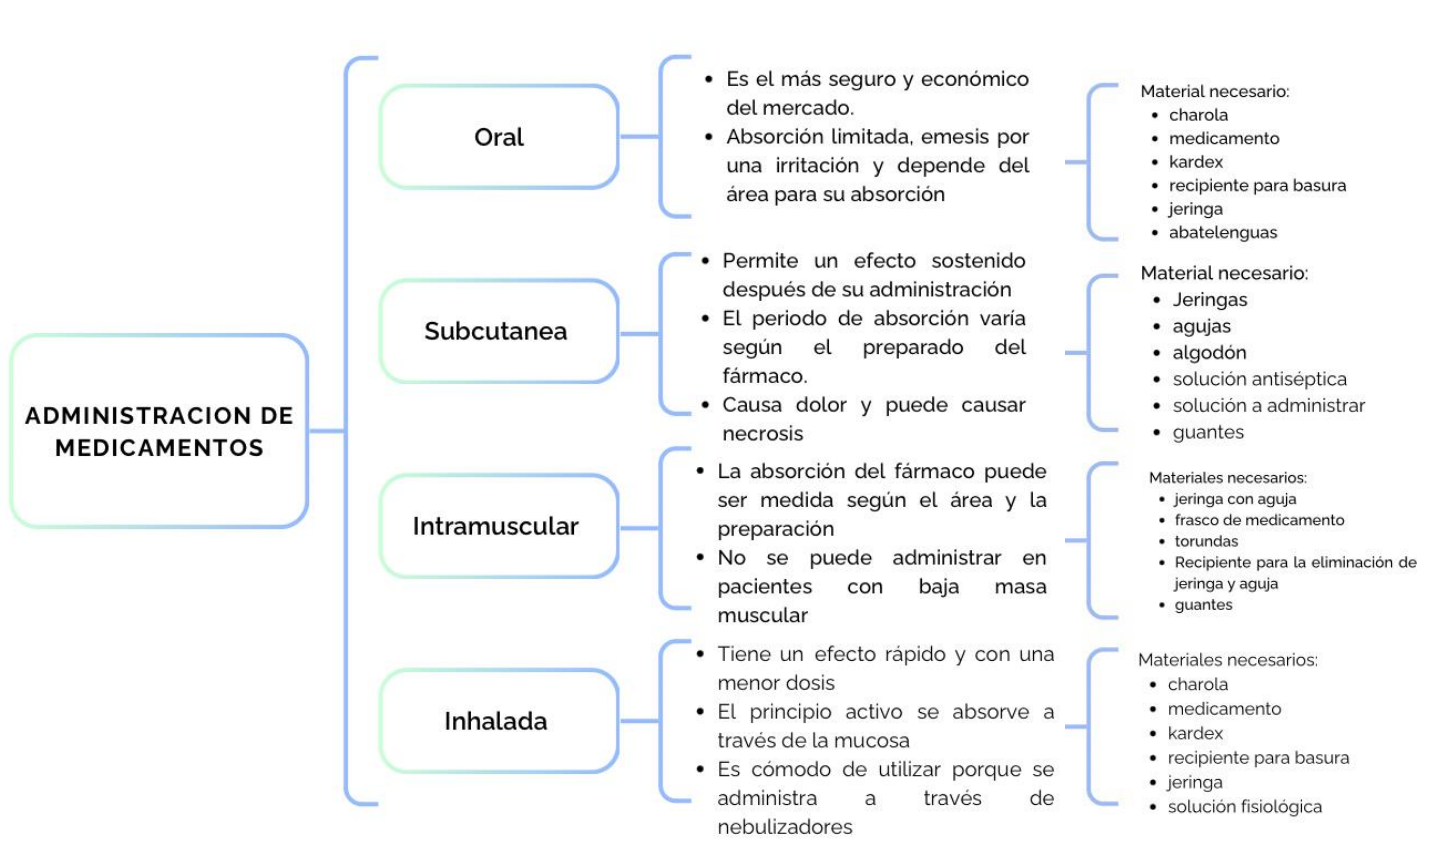 ADMINISTRACION DE
MEDICAMENTOS
Oral
• Es el más seguro y económico
del mercado.
• Absorción limitada, emesis por
una irritación y depende del
área para su absorción
Material necesario:
• charola
• medicamento
• kardex
• recipiente para basura
• jeringa
• abatelenguas
Subcutanea
• Permite un efecto sostenido
después de su administración
• El periodo de absorción varía
según el preparado del
fármaco.
• Causa dolor y puede causar
necrosis
Material necesario:
• Jeringas
• agujas
• algodón
• solución antiséptica
• solución a administrar
• guantes
Intramuscular
• La absorción del fármaco puede
ser medida según el área y la
preparación
• No se puede administrar en
pacientes con baja masa
muscular
Materiales necesarios:
• jeringa con aguja
• frasco de medicamento
• torundas
• Recipiente para la eliminación de
jeringa y aguja
• guantes
Inhalada
• Tiene un efecto rápido y con una
menor dosis
• El principio activo se absorve a
través de la mucosa
• Es cómodo de utilizar porque se
administra a través de
nebulizadores
Materiales necesarios:
• charola
• medicamento
• kardex
• recipiente para basura
• jeringa
• solución fisiológica